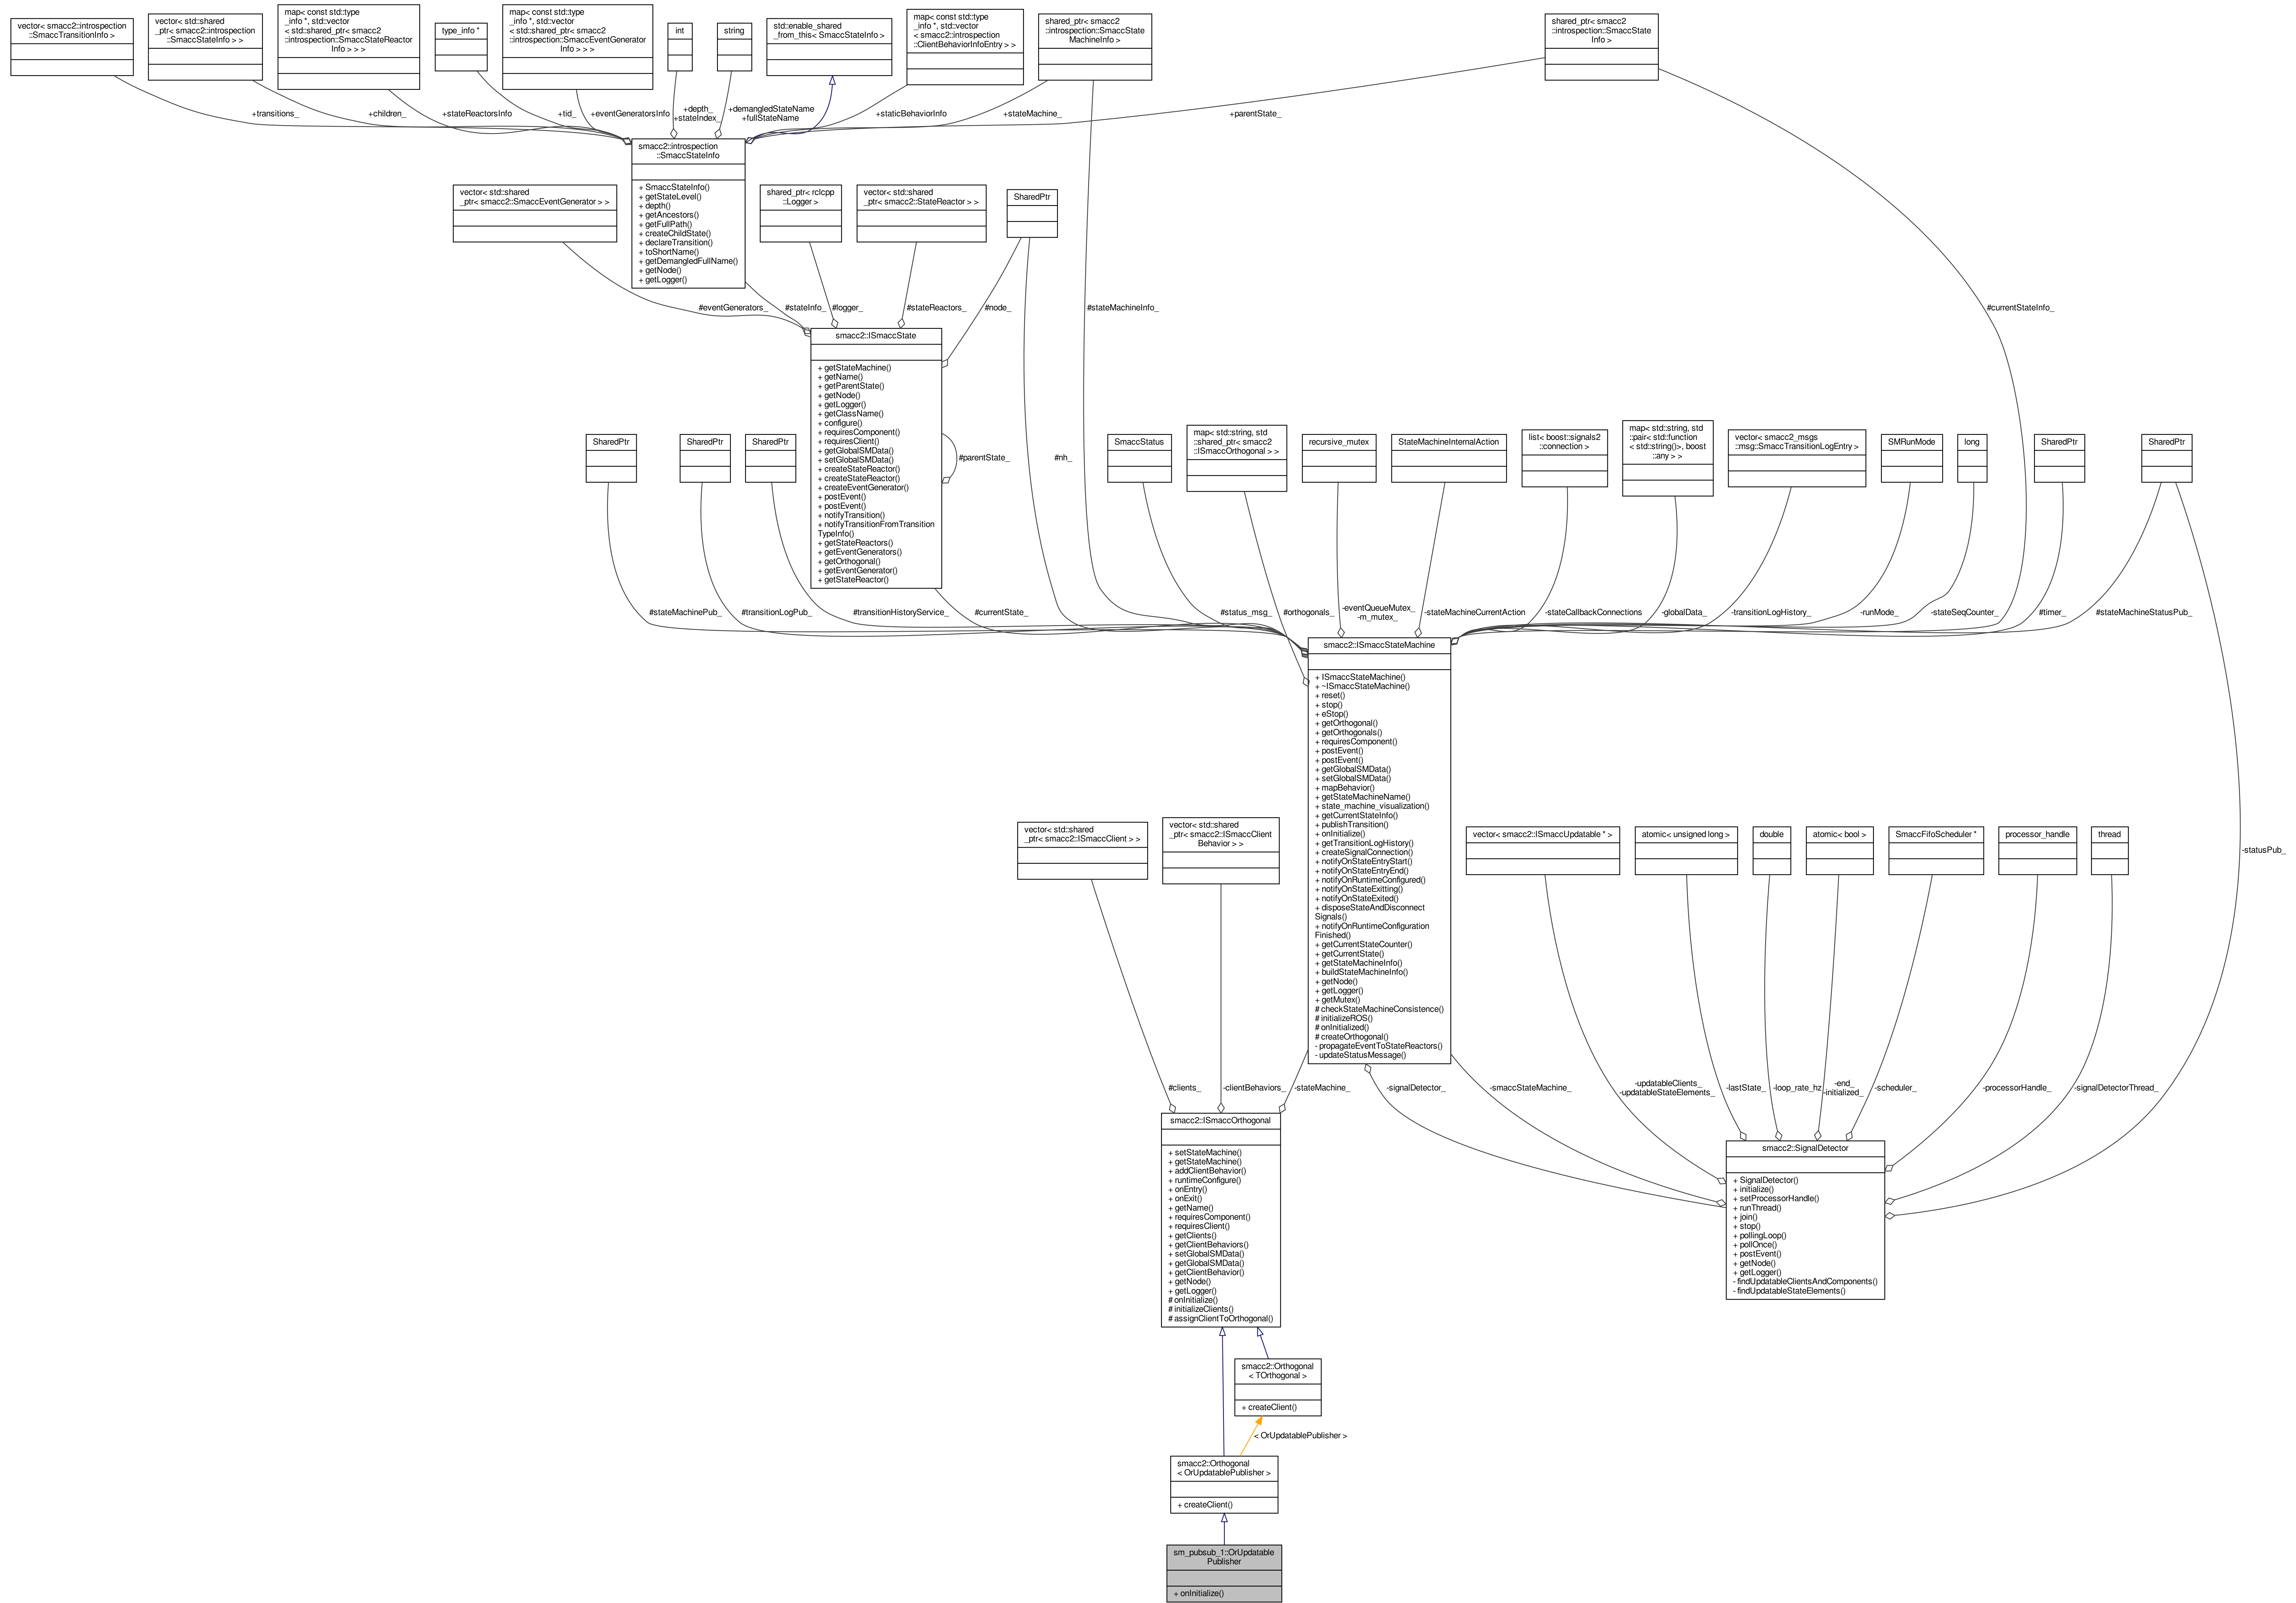 vector< smacc2::introspection
::SmaccTransitionInfo >
vector< std::shared
_ptr< smacc2::introspection
::SmaccStateInfo > >
map< const std::type
_info *, std::vector
< std::shared_ptr< smacc2
::introspection::SmaccStateReactor
Info > > >
type_info *
map< const std::type
_info *, std::vector
< std::shared_ptr< smacc2
::introspection::SmaccEventGenerator
Info > > >
int
string
std::enable_shared
_from_this< SmaccStateInfo >
map< const std::type
_info *, std::vector
< smacc2::introspection
::ClientBehaviorInfoEntry > >
shared_ptr< smacc2
::introspection::SmaccState
MachineInfo >
shared_ptr< smacc2
::introspection::SmaccState
Info >
+transitions_
+children_
+stateReactorsInfo
+tid_
+eventGeneratorsInfo
+depth_
+stateIndex_
+demangledStateName
+fullStateName
+staticBehaviorInfo
+stateMachine_
+parentState_
smacc2::introspection
::SmaccStateInfo
+ SmaccStateInfo()
+ getStateLevel()
+ depth()
+ getAncestors()
+ getFullPath()
+ createChildState()
+ declareTransition()
+ toShortName()
+ getDemangledFullName()
+ getNode()
+ getLogger()
vector< std::shared
_ptr< smacc2::SmaccEventGenerator > >
shared_ptr< rclcpp
::Logger >
vector< std::shared
_ptr< smacc2::StateReactor > >
SharedPtr
#eventGenerators_
#stateInfo_
#logger_
#stateReactors_
#node_
#stateMachineInfo_
#currentStateInfo_
smacc2::ISmaccState
+ getStateMachine()
+ getName()
+ getParentState()
+ getNode()
+ getLogger()
+ getClassName()
+ configure()
+ requiresComponent()
+ requiresClient()
+ getGlobalSMData()
+ setGlobalSMData()
+ createStateReactor()
+ createStateReactor()
+ createEventGenerator()
+ postEvent()
+ postEvent()
+ notifyTransition()
+ notifyTransitionFromTransition
TypeInfo()
+ getStateReactors()
+ getEventGenerators()
+ getOrthogonal()
+ getEventGenerator()
+ getStateReactor()
#parentState_
#nh_
SharedPtr
SharedPtr
SharedPtr
SmaccStatus
map< std::string, std
::shared_ptr< smacc2
::ISmaccOrthogonal > >
recursive_mutex
StateMachineInternalAction
list< boost::signals2
::connection >
map< std::string, std
::pair< std::function
< std::string()>, boost
::any > >
vector< smacc2_msgs
::msg::SmaccTransitionLogEntry >
SMRunMode
long
SharedPtr
SharedPtr
#stateMachinePub_
#transitionLogPub_
#transitionHistoryService_
#currentState_
#status_msg_
#orthogonals_
-eventQueueMutex_
-m_mutex_
-stateMachineCurrentAction
-stateCallbackConnections
-globalData_
-transitionLogHistory_
-runMode_
-stateSeqCounter_
#timer_
#stateMachineStatusPub_
smacc2::ISmaccStateMachine
+ ISmaccStateMachine()
+ ~ISmaccStateMachine()
+ reset()
+ stop()
+ eStop()
+ getOrthogonal()
+ getOrthogonals()
+ requiresComponent()
+ postEvent()
+ postEvent()
+ getGlobalSMData()
+ setGlobalSMData()
+ mapBehavior()
+ getStateMachineName()
+ state_machine_visualization()
+ getCurrentStateInfo()
+ publishTransition()
+ onInitialize()
+ getTransitionLogHistory()
+ createSignalConnection()
+ notifyOnStateEntryStart()
+ notifyOnStateEntryEnd()
+ notifyOnRuntimeConfigured()
+ notifyOnStateExitting()
+ notifyOnStateExited()
+ disposeStateAndDisconnect
Signals()
+ notifyOnRuntimeConfiguration
Finished()
+ getCurrentStateCounter()
+ getCurrentState()
+ getStateMachineInfo()
+ buildStateMachineInfo()
+ getNode()
+ getLogger()
+ getMutex()
# checkStateMachineConsistence()
# initializeROS()
# onInitialized()
# createOrthogonal()
- propagateEventToStateReactors()
- updateStatusMessage()
vector< std::shared
_ptr< smacc2::ISmaccClient > >
vector< std::shared
_ptr< smacc2::ISmaccClient
Behavior > >
vector< smacc2::ISmaccUpdatable * >
atomic< unsigned long >
double
atomic< bool >
SmaccFifoScheduler *
processor_handle
thread
-statusPub_
#clients_
-clientBehaviors_
-stateMachine_
-signalDetector_
-smaccStateMachine_
-updatableClients_
-updatableStateElements_
-lastState_
-loop_rate_hz
-end_
-initialized_
-scheduler_
-processorHandle_
-signalDetectorThread_
smacc2::ISmaccOrthogonal
+ setStateMachine()
+ getStateMachine()
+ addClientBehavior()
+ runtimeConfigure()
+ onEntry()
+ onExit()
+ getName()
+ requiresComponent()
+ requiresClient()
+ getClients()
+ getClientBehaviors()
+ setGlobalSMData()
+ getGlobalSMData()
+ getClientBehavior()
+ getNode()
+ getLogger()
# onInitialize()
# initializeClients()
# assignClientToOrthogonal()
smacc2::SignalDetector
+ SignalDetector()
+ initialize()
+ setProcessorHandle()
+ runThread()
+ join()
+ stop()
+ pollingLoop()
+ pollOnce()
+ postEvent()
+ getNode()
+ getLogger()
- findUpdatableClientsAndComponents()
- findUpdatableStateElements()
smacc2::Orthogonal
< TOrthogonal >
+ createClient()
< OrUpdatablePublisher >
smacc2::Orthogonal
< OrUpdatablePublisher >
+ createClient()
sm_pubsub_1::OrUpdatable
Publisher
+ onInitialize()